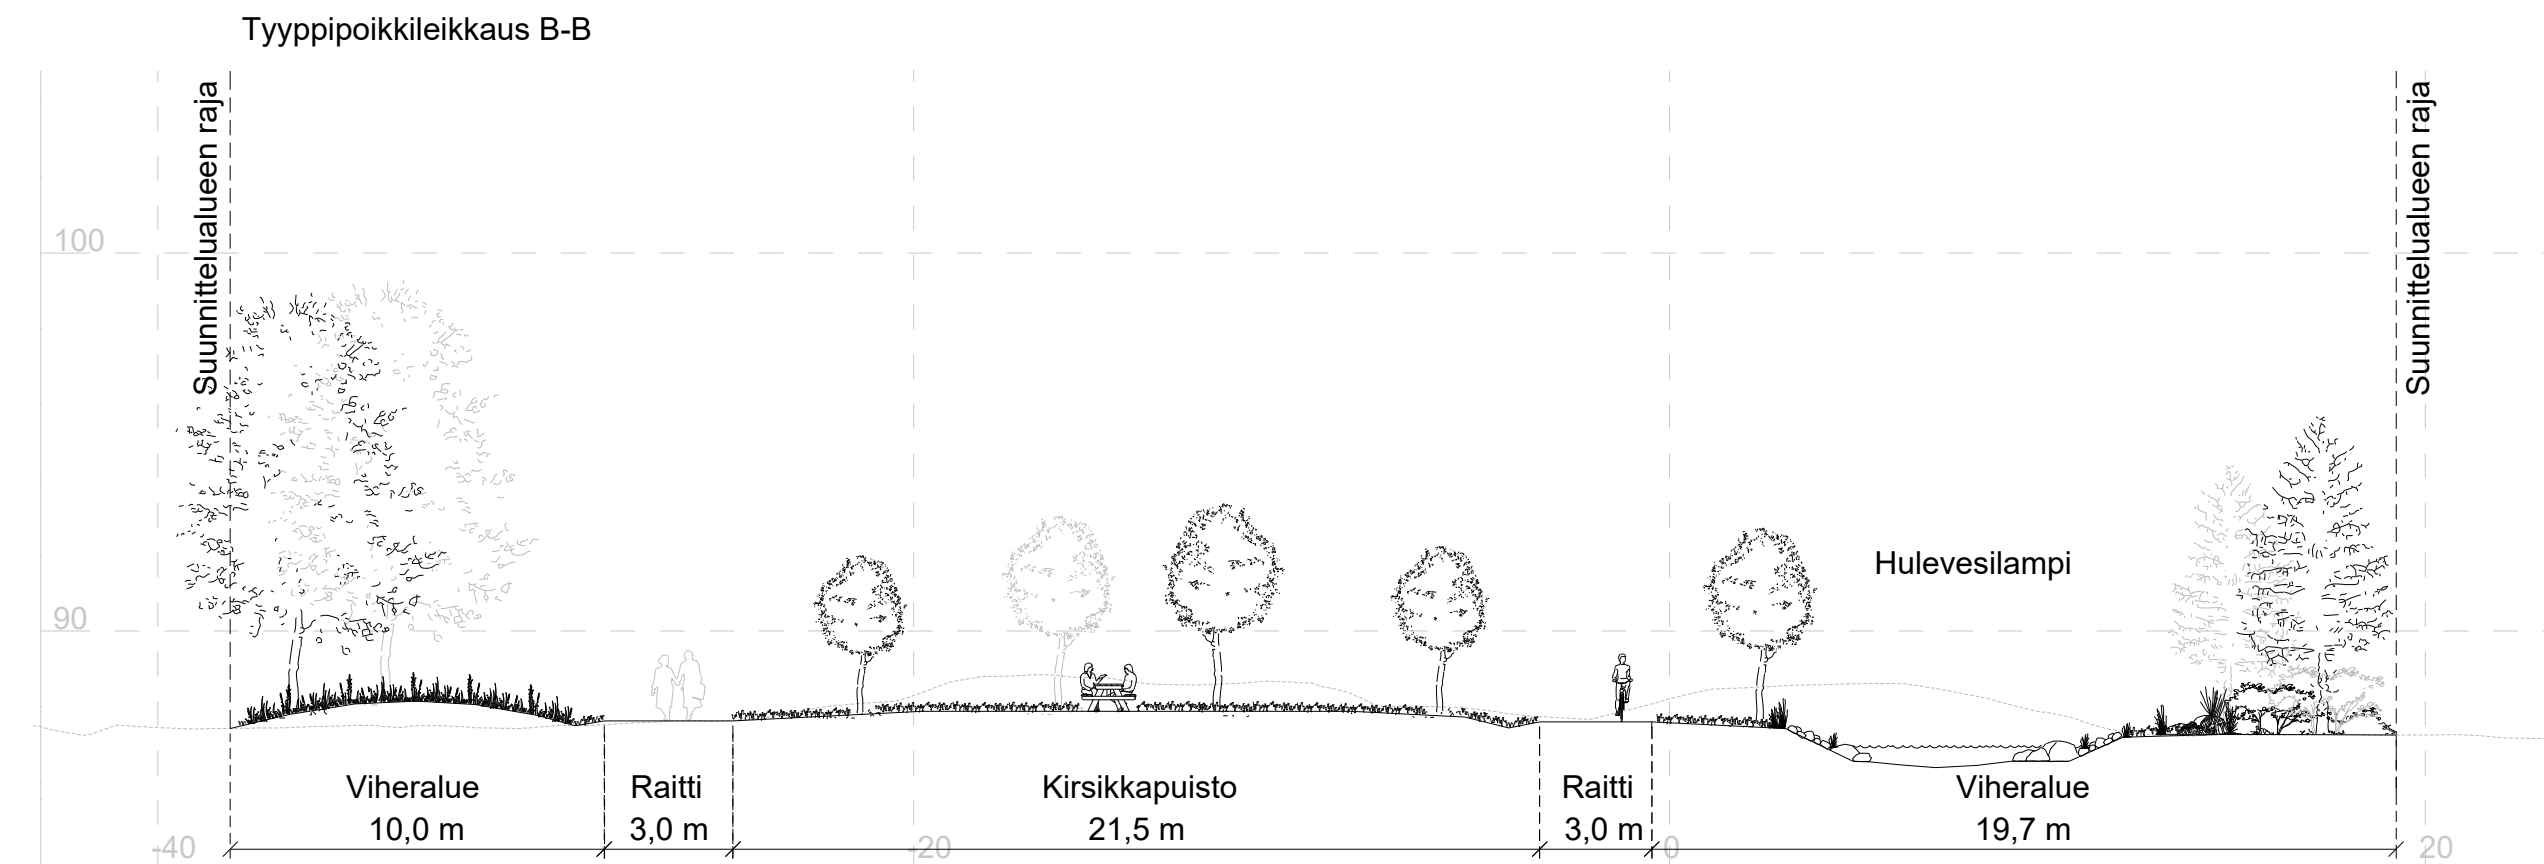 Tyyppipoikkileikkaus B-B
Suunnittelualueen raja
Suunnittelualueen raja
100
90
Hulevesilampi
Viheralue
10,0 m
Raitti
3,0 m
Kirsikkapuisto
21,5 m
Raitti
3,0 m
Viheralue
19,7 m
-40
-20
0
20